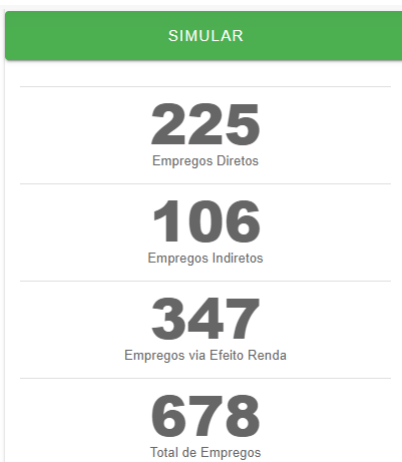 SIMULAR
225
Empregos Diretos
106
Empregos Indiretos
347
Empregos via Efeito Renda
678
Total de Empregos